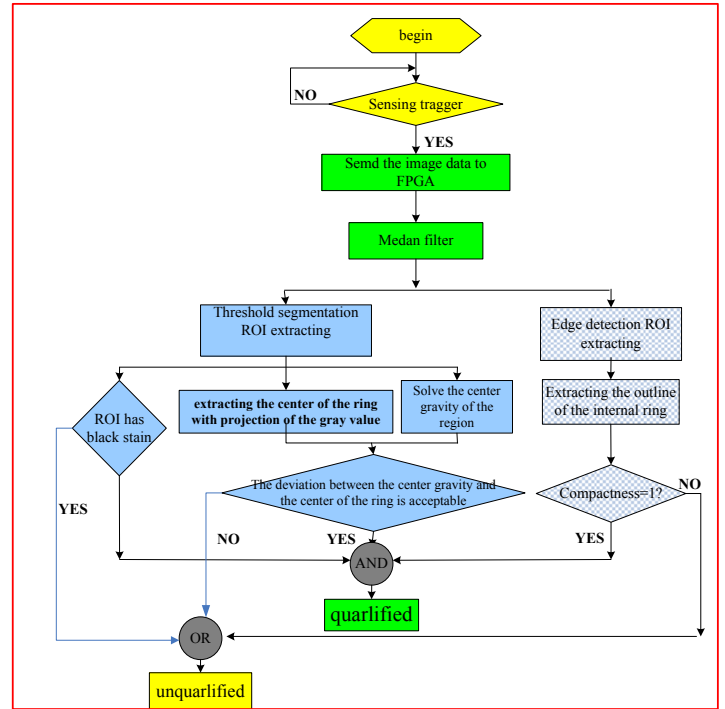 begin
Sensing tragger
NO
YES
Semd the image data to
FPGA
Medan filter
Threshold segmentation
ROI extracting
Edge detection ROI
extracting
ROI has
black stain
extracting the center of the ring
with projection of the gray value
Solve the center
gravity of the
region
Extracting the outline
of the internal ring
The deviation between the center gravity and
the center of the ring is acceptable
Compactness=1?
NO
YES
NO
YES
YES
AND
quarlified
OR
unquarlified